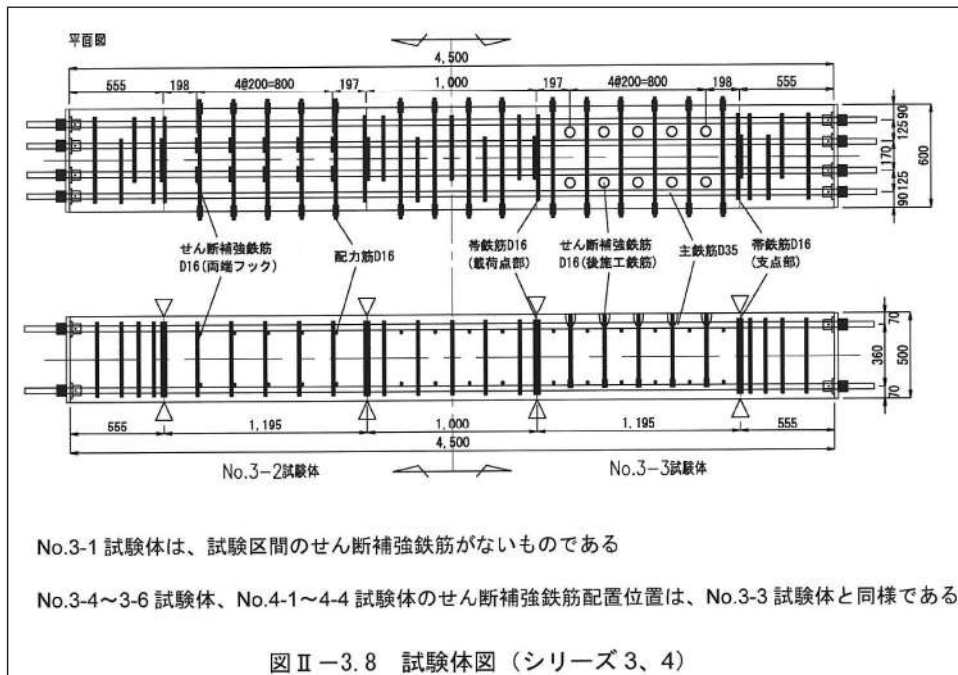 平面図
4,500
555 198 4@200=800 197 1,000 197 4@200=800 198 555
90
125
170
125
90
600
せん断補強鉄筋
D16(両端フック)
配力筋D16
帯鉄筋D16
(載荷点部)
せん断補強鉄筋
D16(後施工鉄筋)
主鉄筋D35
帯鉄筋D16
(支点部)
70
360
70
500
555 1,195 1,000 1,195 555
4,500
No.3-2試験体
No.3-3試験体
No.3-1 試験体は、試験区間のせん断補強鉄筋がないものである
No.3-4～3-6 試験体、No.4-1～4-4 試験体のせん断補強鉄筋配置位置は、No.3-3 試験体と同様である
図Ⅱ－3.8 試験体図（シリーズ 3、4）